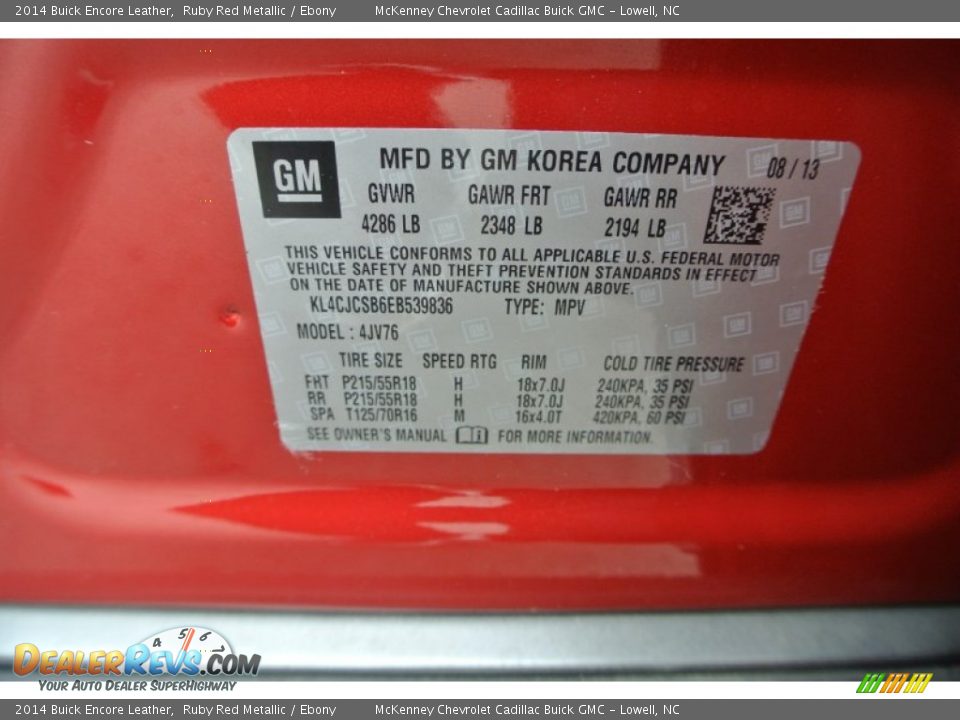 2014 Buick Encore Leather, Ruby Red Metallic / Ebony McKenney Chevrolet Cadillac Buick GMC – Lowell, NC
GM MFD BY GM KOREA COMPANY 08 / 13
GVWR GAWR FRT GAWR RR
4286 LB 2348 LB 2194 LB
THIS VEHICLE CONFORMS TO ALL APPLICABLE U.S. FEDERAL MOTOR
VEHICLE SAFETY AND THEFT PREVENTION STANDARDS IN EFFECT
ON THE DATE OF MANUFACTURE SHOWN ABOVE.
KL4CJCSB6EB539836 TYPE: MPV
MODEL : 4JV76
TIRE SIZE SPEED RTG RIM COLD TIRE PRESSURE
FRT P215/55R18 H 18x7.0J 240KPA, 35 PSI
RR P215/55R18 H 18x7.0J 240KPA, 35 PSI
SPA T125/70R16 M 16x4.0T 420KPA, 60 PSI
SEE OWNER'S MANUAL FOR MORE INFORMATION.
4 5 6
DEALERREVS.COM
YOUR AUTO DEALER SUPERHIGHWAY
2014 Buick Encore Leather, Ruby Red Metallic / Ebony McKenney Chevrolet Cadillac Buick GMC – Lowell, NC